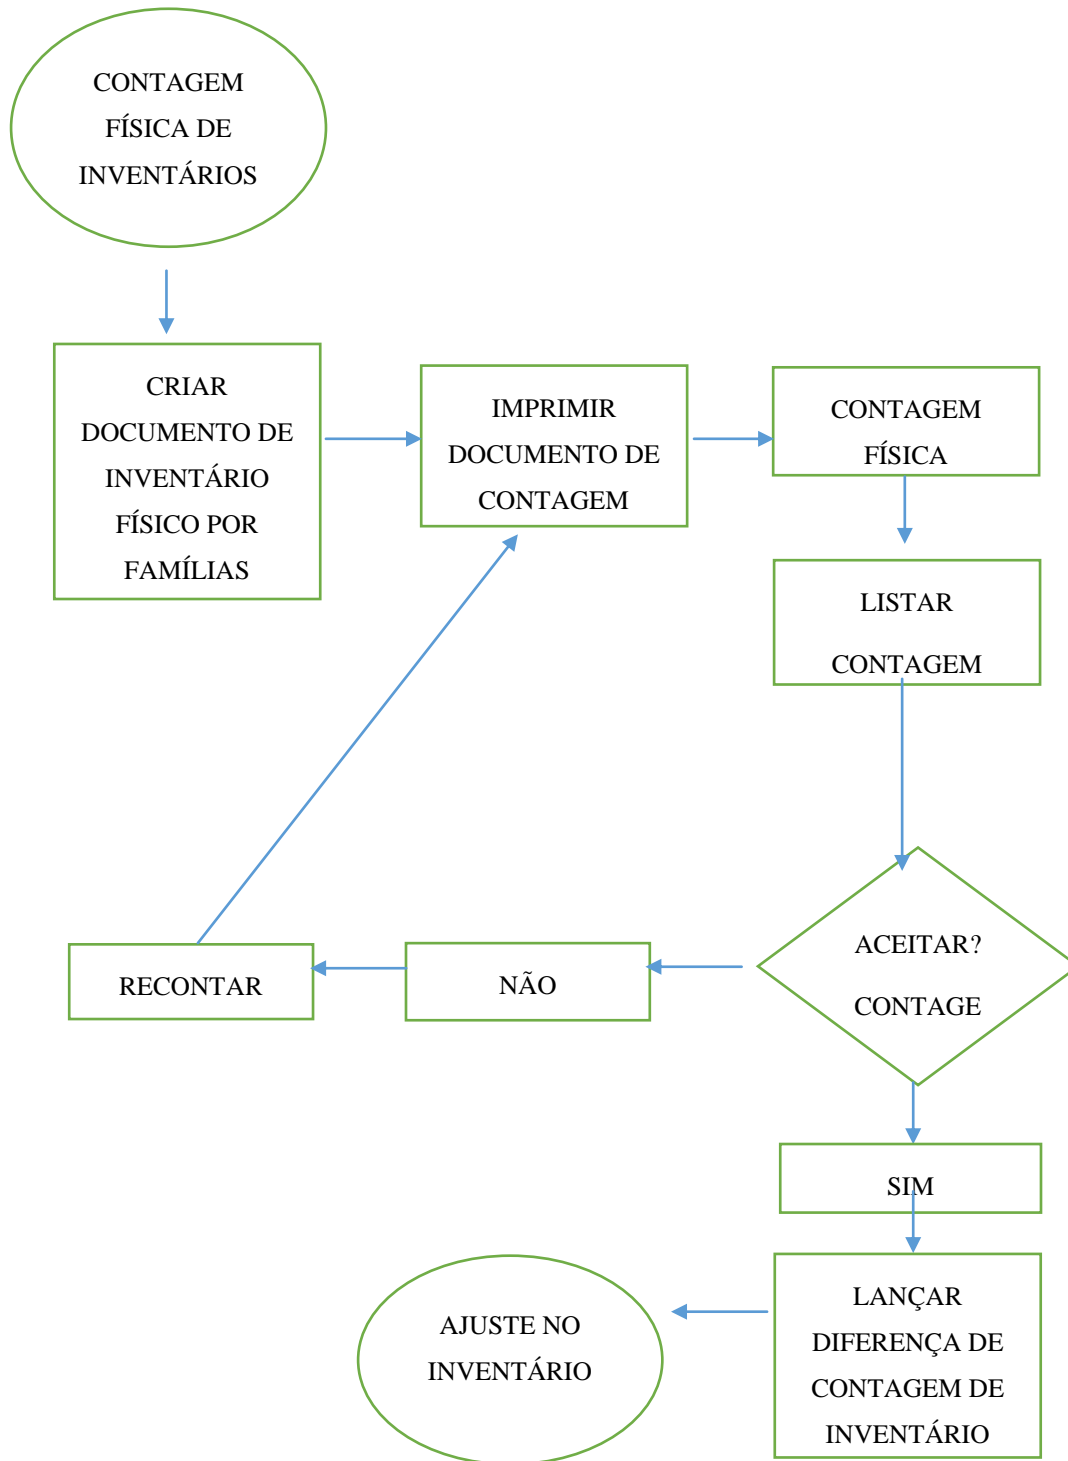 CONTAGEM
FÍSICA DE
INVENTÁRIOS
CRIAR
DOCUMENTO DE
INVENTÁRIO
FÍSICO POR
FAMÍLIAS
IMPRIMIR
DOCUMENTO DE
CONTAGEM
CONTAGEM
FÍSICA
LISTAR
CONTAGEM
ACEITAR?
CONTAGE
NÃO
RECONTAR
SIM
LANÇAR
DIFERENÇA DE
CONTAGEM DE
INVENTÁRIO
AJUSTE NO
INVENTÁRIO